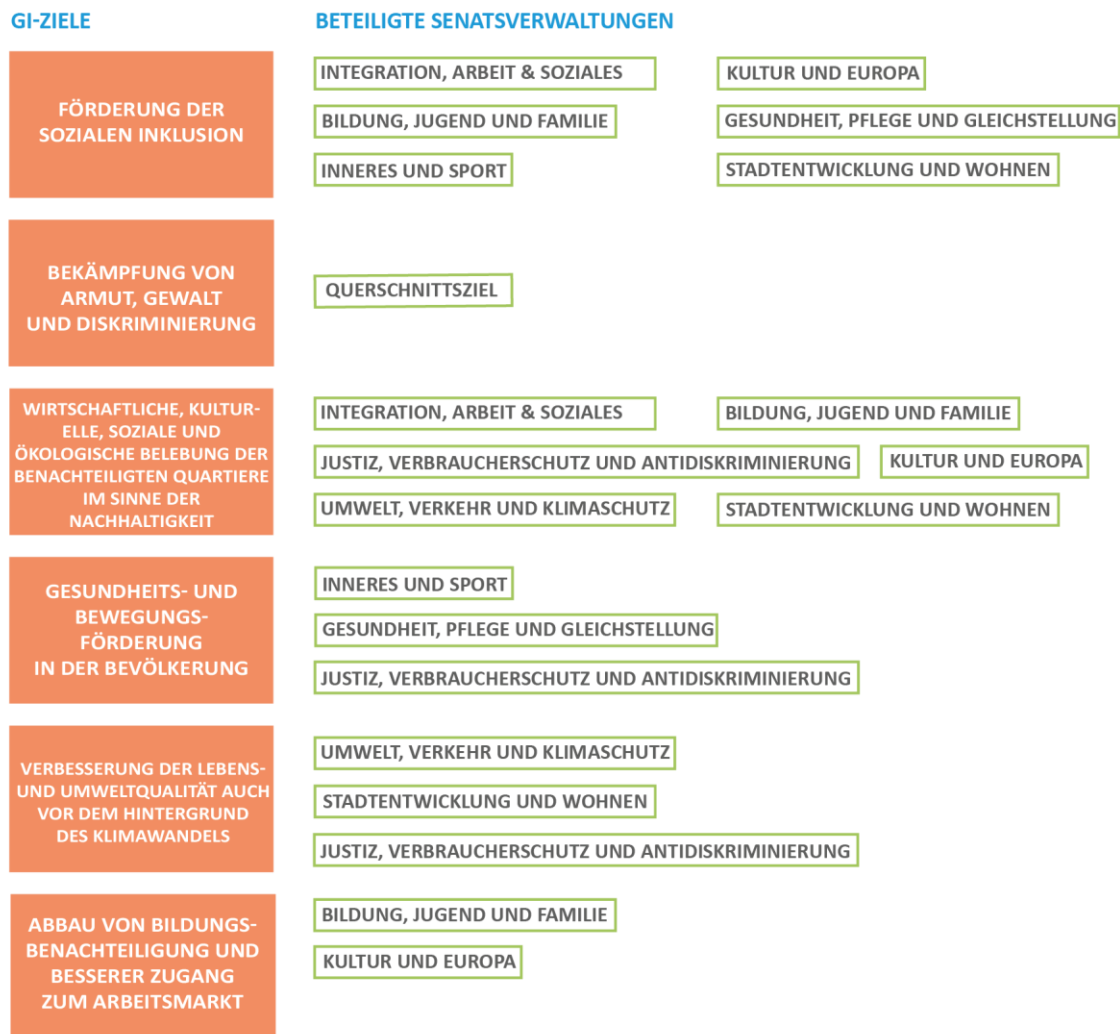 GI-ZIELE
BETEILIGTE SENATSVERWALTUNGEN
FÖRDERUNG DER
SOZIALEN INKLUSION
INTEGRATION, ARBEIT & SOZIALES
KULTUR UND EUROPA
BILDUNG, JUGEND UND FAMILIE
GESUNDHEIT, PFLEGE UND GLEICHSTELLUNG
INNERES UND SPORT
STADTENTWICKLUNG UND WOHNEN
BEKÄMPFUNG VON
ARMUT, GEWALT
UND DISKRIMINIERUNG
QUERSCHNITTSZIEL
WIRTSCHAFTLICHE, KULTUR-
ELLE, SOZIALE UND
ÖKOLOGISCHE BELEBUNG DER
BENACHTEILIGTEN QUARTIERE
IM SINNE DER
NACHHALTIGKEIT
INTEGRATION, ARBEIT & SOZIALES
BILDUNG, JUGEND UND FAMILIE
JUSTIZ, VERBRAUCHERSCHUTZ UND ANTIDISKRIMINIERUNG
KULTUR UND EUROPA
UMWELT, VERKEHR UND KLIMASCHUTZ
STADTENTWICKLUNG UND WOHNEN
GESUNDHEITS- UND
BEWEGUNGS-
FÖRDERUNG
IN DER BEVÖLKERUNG
INNERES UND SPORT
GESUNDHEIT, PFLEGE UND GLEICHSTELLUNG
JUSTIZ, VERBRAUCHERSCHUTZ UND ANTIDISKRIMINIERUNG
VERBESSERUNG DER LEBENS-
UND UMWELTQUALITÄT AUCH
VOR DEM HINTERGRUND
DES KLIMAWANDELS
UMWELT, VERKEHR UND KLIMASCHUTZ
STADTENTWICKLUNG UND WOHNEN
JUSTIZ, VERBRAUCHERSCHUTZ UND ANTIDISKRIMINIERUNG
ABBAU VON BILDUNGS-
BENACHTEILIGUNG UND
BESSERER ZUGANG
ZUM ARBEITSMARKT
BILDUNG, JUGEND UND FAMILIE
KULTUR UND EUROPA